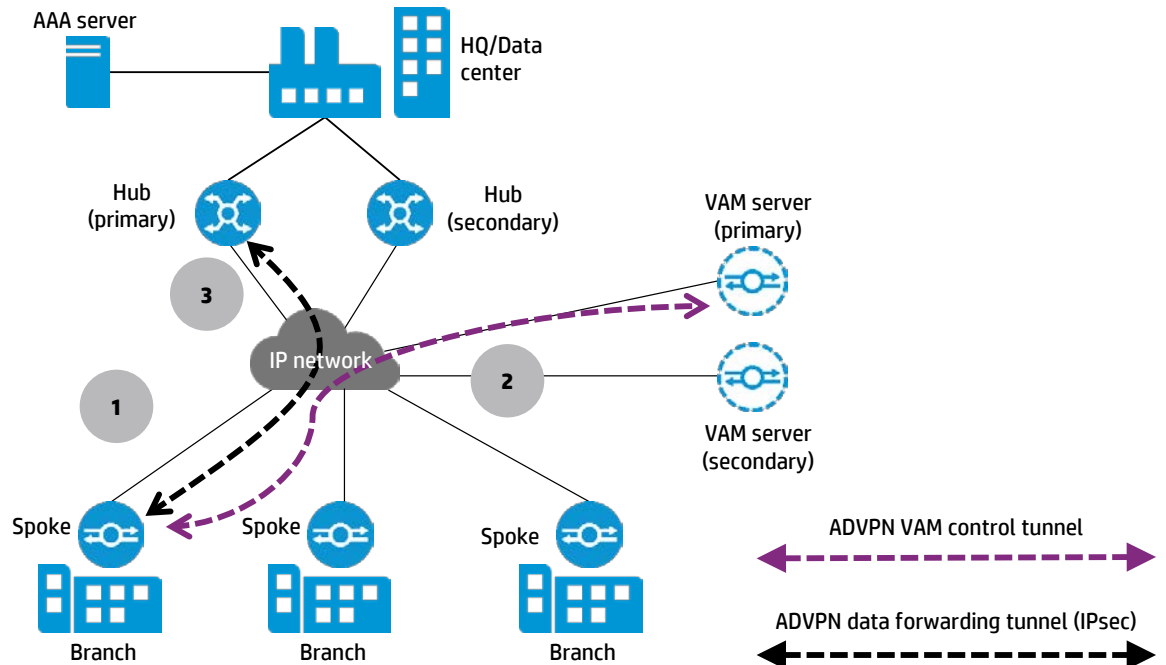 AAA server
HQ/Data
center
Hub
(primary)
Hub
(secondary)
VAM server
(primary)
3
IP network
2
1
VAM server
(secondary)
Spoke
Spoke
Spoke
ADVPN VAM control tunnel
ADVPN data forwarding tunnel (IPsec)
Branch
Branch
Branch